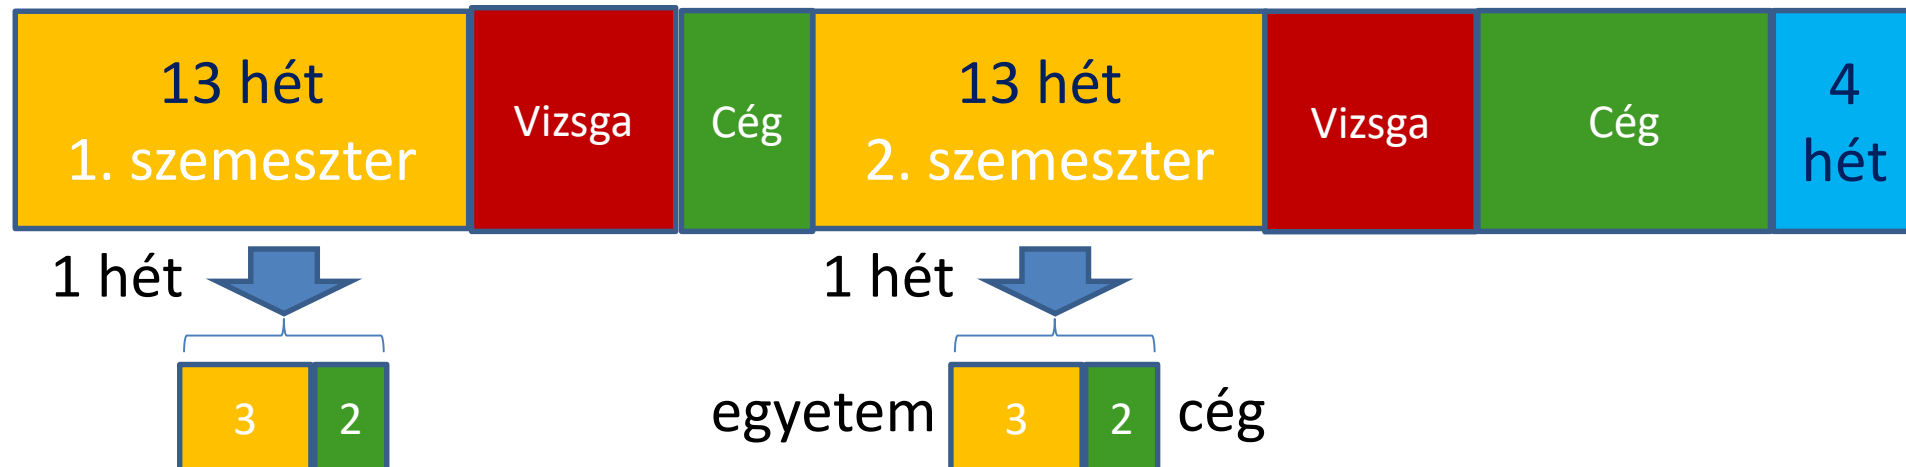 13 hét
1. szemeszter
Vizsga
Cég
13 hét
2. szemeszter
Vizsga
Cég
4
hét
1 hét
1 hét
3
2
egyetem
3
2
cég